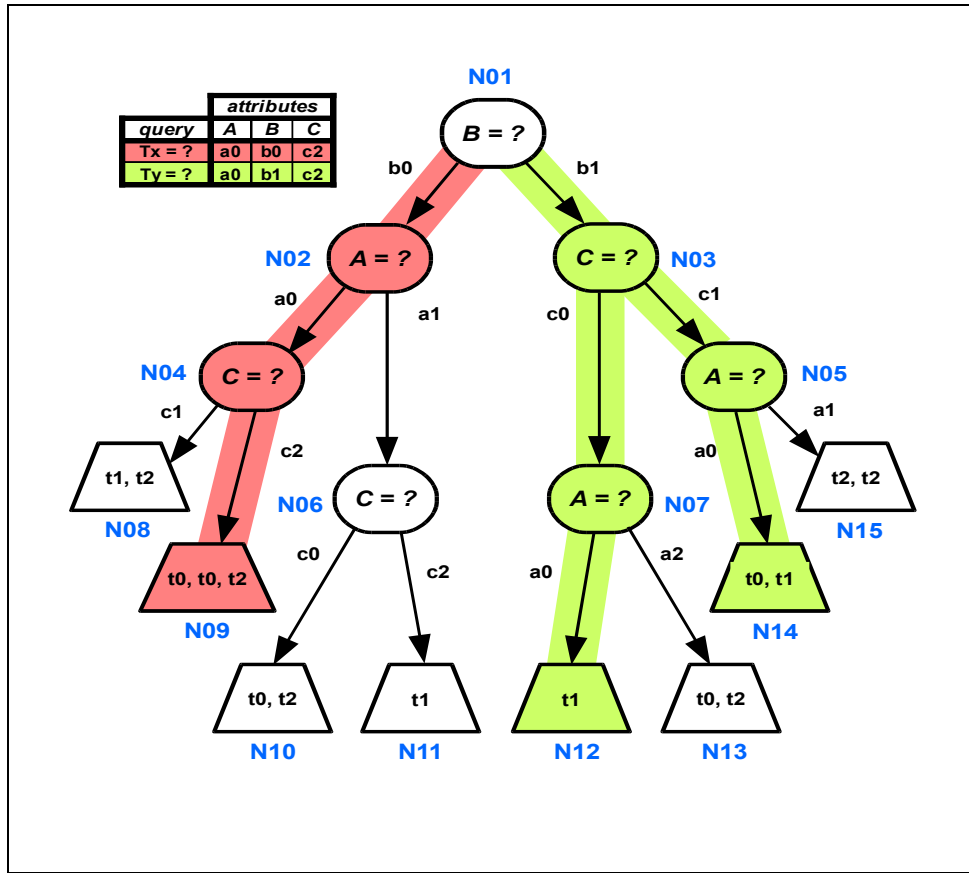 N01
attributes
query A B C
Tx = ? a0 b0 c2
Ty = ? a0 b1 c2
B = ?
b0 b1
N02 A = ? C = ? N03
a0 a1 c0 c1
N04 C = ? A = ? N05
c1 c2 a0 a1
t1, t2 N06 C = ? A = ? N07 t2, t2
N08 N15
c0 c2 a0 a2
t0, t0, t2 t0, t1
N09 N14
t0, t2 t1 t1 t0, t2
N10 N11 N12 N13